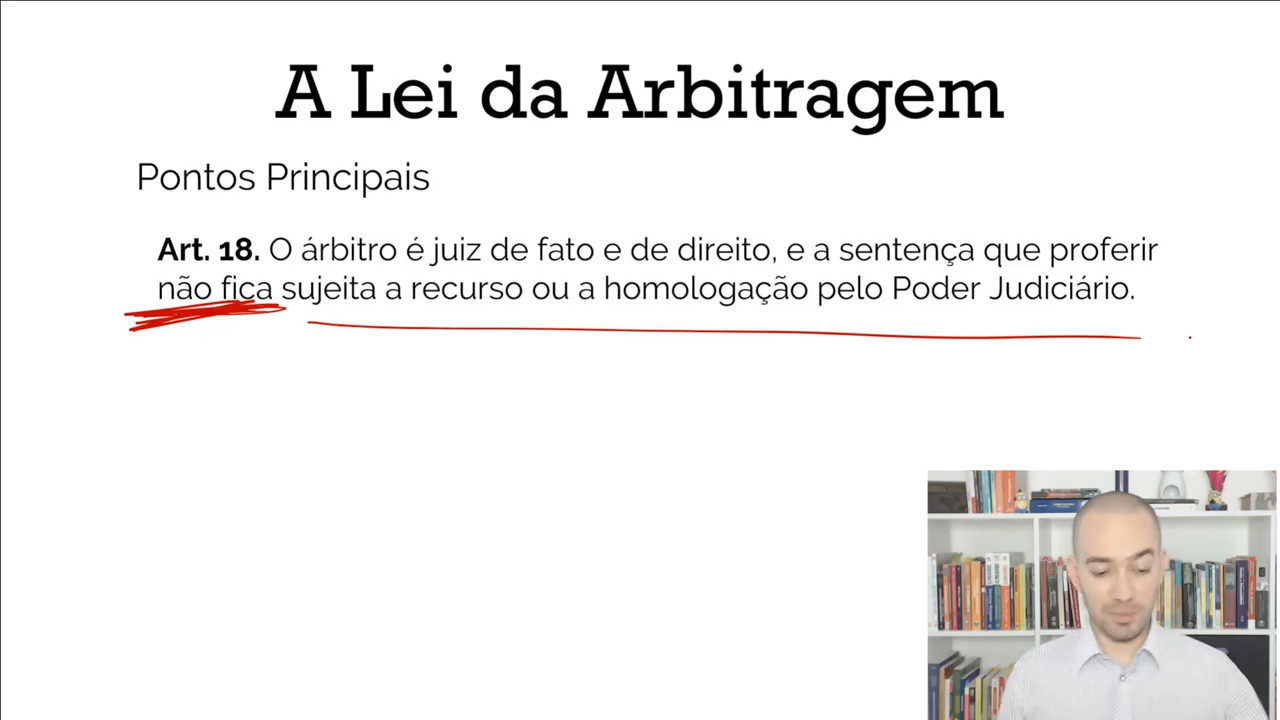 A Lei da Arbitragem
Pontos Principais
Art. 18. O árbitro é juiz de fato e de direito, e a sentença que proferir
não fica sujeita a recurso ou a homologação pelo Poder Judiciário.